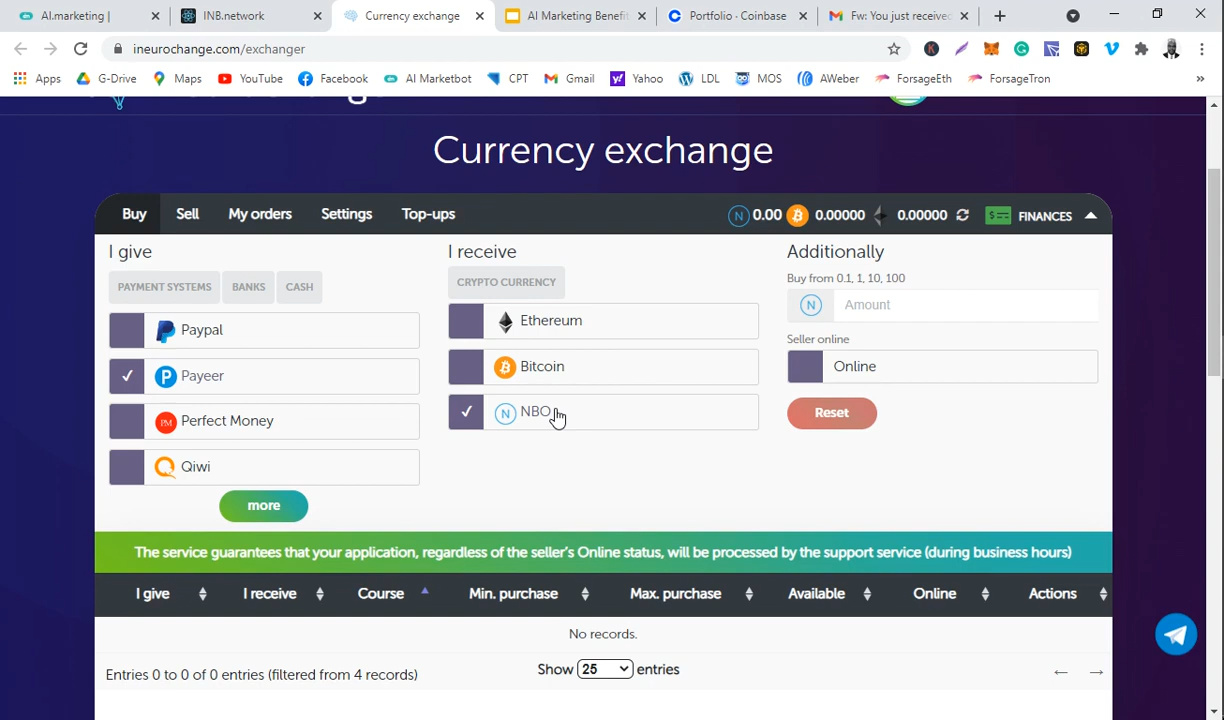 AI.marketing |
INB.network
Currency exchange
AI Marketing Benefit
Portfolio · Coinbase
Fw: You just received
ineurochange.com/exchanger
Apps G-Drive Maps YouTube Facebook AI Marketbot CPT Gmail Yahoo LDL MOS AWeber ForsageEth ForsageTron »
Currency exchange
Buy Sell My orders Settings Top-ups N 0.00 0.00000 0.00000 FINANCES
I give
PAYMENT SYSTEMS BANKS CASH
Paypal
Payeer
Perfect Money
Qiwi
more
I receive
CRYPTO CURRENCY
Ethereum
Bitcoin
NBO
Additionally
Buy from 0.1, 1, 10, 100
N Amount
Seller online
Online
Reset
The service guarantees that your application, regardless of the seller's Online status, will be processed by the support service (during business hours)
I give I receive Course Min. purchase Max. purchase Available Online Actions
No records.
Entries 0 to 0 of 0 entries (filtered from 4 records)
Show 25 entries
← →